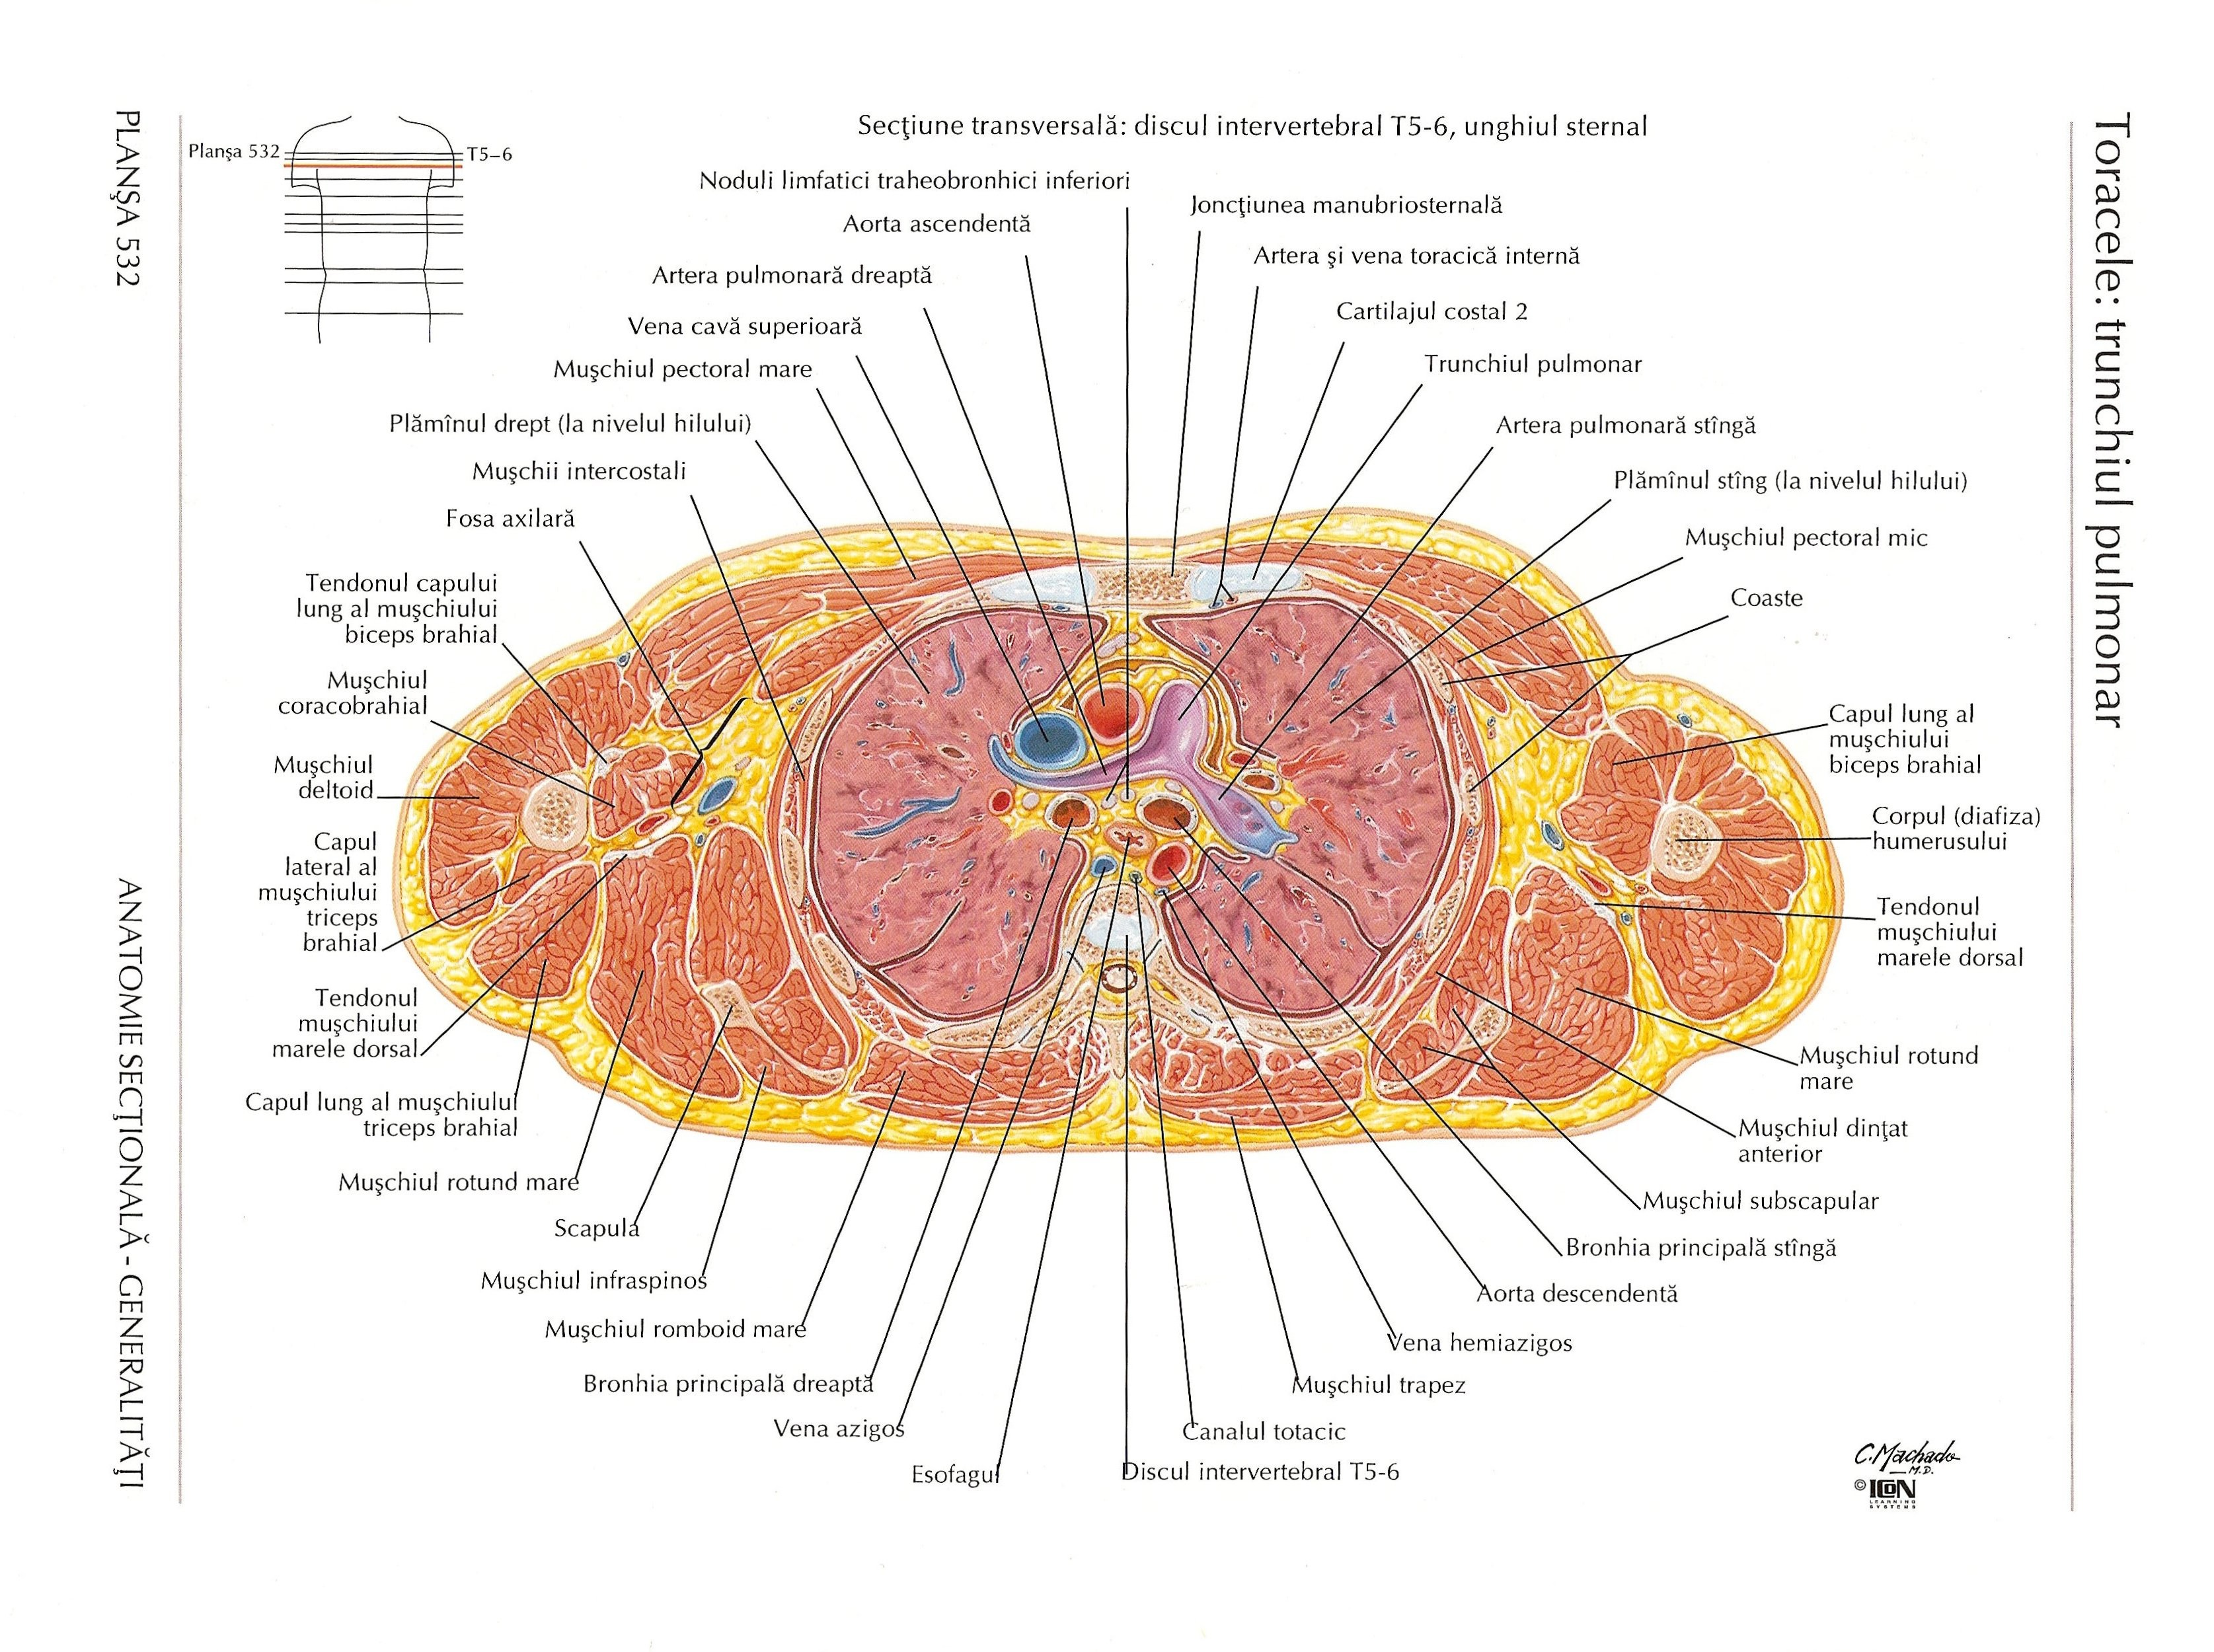 Toracele: trunchiul pulmonar
Secţiune transversală: discul intervertebral T5-6, unghiul sternal
Planşa 532
T5–6
Noduli limfatici traheobronhici inferiori
Aorta ascendentă
Artera pulmonară dreaptă
Vena cavă superioară
Muşchiul pectoral mare
Plămînul drept (la nivelul hilului)
Muşchii intercostali
Fosa axilară
Tendonul capului
lung al muşchiului
biceps brahial
Muşchiul
coracobrahial
Muşchiul
deltoid
Capul
lateral al
muşchiului
triceps
brahial
Tendonul
muşchiului
marele dorsal
Capul lung al muşchiului
triceps brahial
Muşchiul rotund mare
Scapula
Muşchiul infraspinos
Muşchiul romboid mare
Bronhia principală dreaptă
Vena azigos
Esofagul
Joncţiunea manubriosternală
Artera şi vena toracică internă
Cartilajul costal 2
Trunchiul pulmonar
Artera pulmonară stîngă
Plămînul stîng (la nivelul hilului)
Muşchiul pectoral mic
Coaste
Capul lung al
muşchiului
biceps brahial
Corpul (diafiza)
humerusului
Tendonul
muşchiului
marele dorsal
Muşchiul rotund
mare
Muşchiul dinţat
anterior
Muşchiul subscapular
Bronhia principală stîngă
Aorta descendentă
Vena hemiazigos
Muşchiul trapez
Canalul totacic
Discul intervertebral T5-6
C. Machado
M.D.
© ICON
LEARNING
SYSTEMS
PLANŞA 532
ANATOMIE SECŢIONALĂ - GENERALITĂŢI